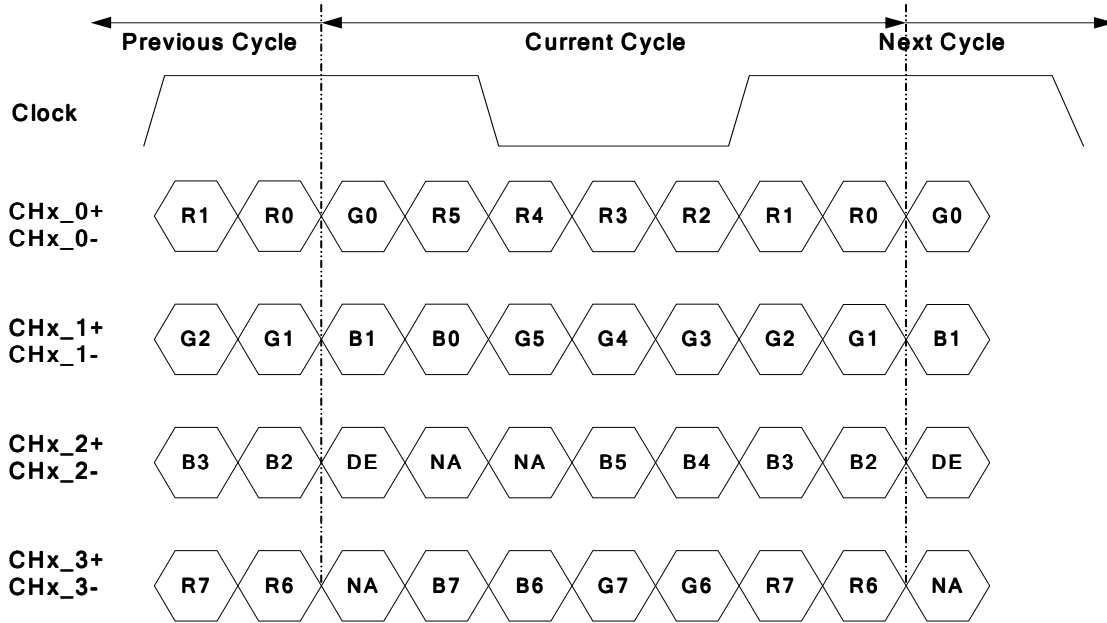 Previous Cycle Current Cycle Next Cycle
Clock
CHx_0+
CHx_0-
R1 R0 G0 R5 R4 R3 R2 R1 R0 G0
CHx_1+
CHx_1-
G2 G1 B1 B0 G5 G4 G3 G2 G1 B1
CHx_2+
CHx_2-
B3 B2 DE NA NA B5 B4 B3 B2 DE
CHx_3+
CHx_3-
R7 R6 NA B7 B6 G7 G6 R7 R6 NA